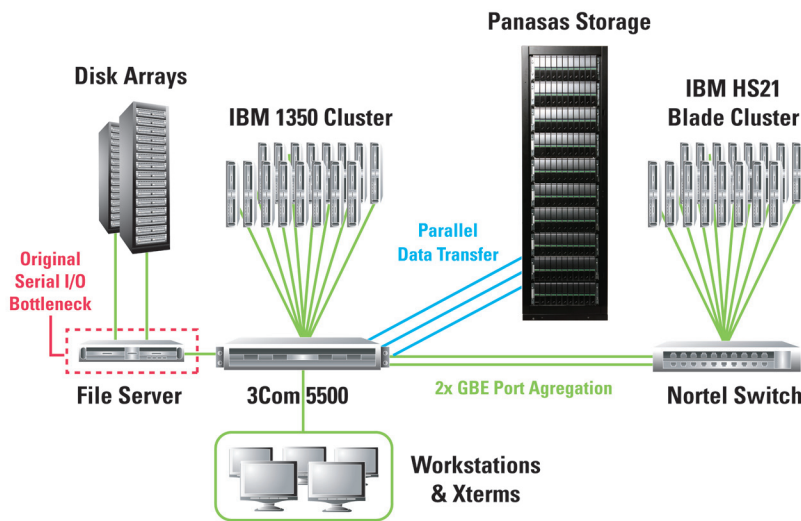 Panasas Storage
Disk Arrays
IBM 1350 Cluster
IBM HS21
Blade Cluster
Parallel
Data Transfer
Original
Serial I/O
Bottleneck
File Server
3Com 5500
2x GBE Port Agregation
Nortel Switch
Workstations
& Xterms